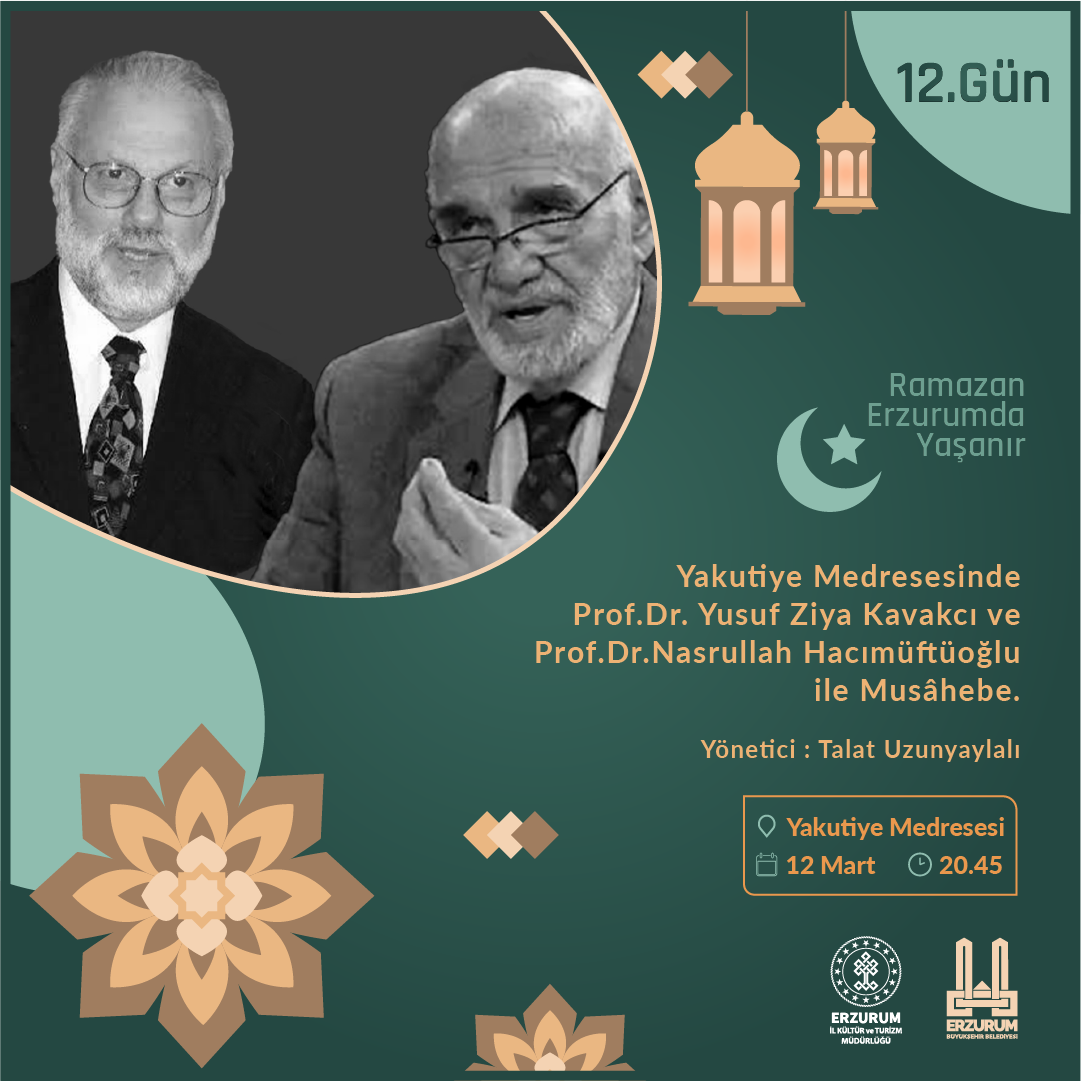 12.Gün
Ramazan
Erzurumda
Yaşanır
Yakutiye Medresesinde
Prof.Dr. Yusuf Ziya Kavakcı ve
Prof.Dr.Nasrullah Hacımüftüoğlu
ile Musâhebe.
Yönetici : Talat Uzunyaylalı
Yakutiye Medresesi
12 Mart 20.45
ERZURUM
İL KÜLTÜR ve TURİZM
MÜDÜRLÜĞÜ
ERZURUM
BÜYÜKŞEHİR BELEDİYESİ